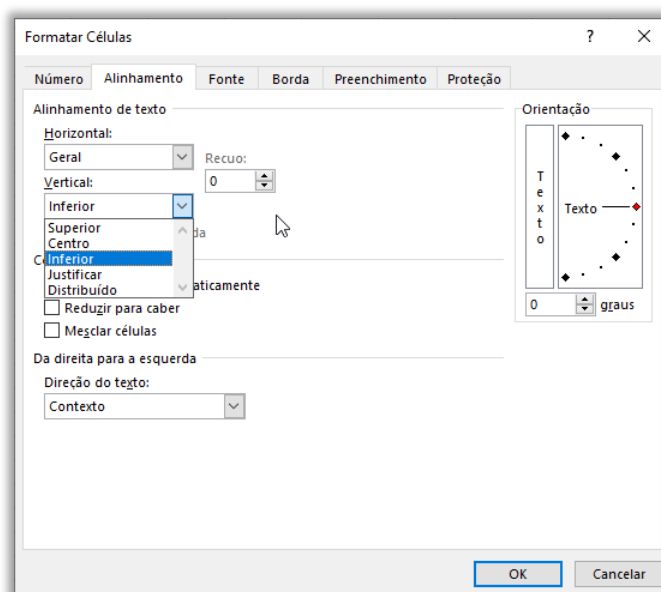 Formatar Células ? X
Número Alinhamento Fonte Borda Preenchimento Proteção
Alinhamento de texto
Horizontal:
Geral
Recuo:
0
Vertical:
Inferior
Superior
Centro
Inferior
Justificar
Distribuído
da
C
aticamente
Reduzir para caber
Mesclar células
Da direita para a esquerda
Direção do texto:
Contexto
Orientação
Texto
Texto
0 graus
OK Cancelar